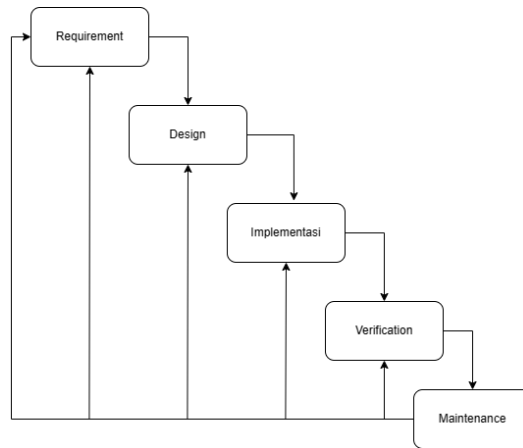 Requirement
Design
Implementasi
Verification
Maintenance